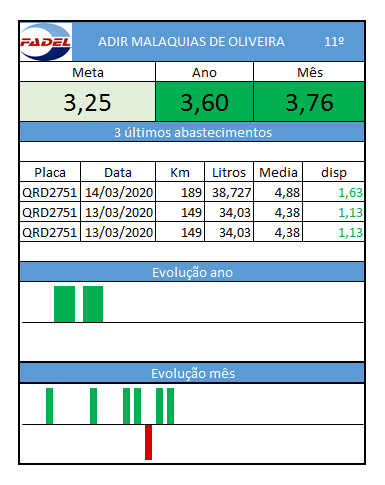 FADEL ADIR MALAQUIAS DE OLIVEIRA 11º
Meta Ano Mês
3,25 3,60 3,76
3 últimos abastecimentos
Placa Data Km Litros Media disp
QRD2751 14/03/2020 189 38,727 4,88 1,63
QRD2751 13/03/2020 149 34,03 4,38 1,13
QRD2751 13/03/2020 149 34,03 4,38 1,13
Evolução ano
Evolução mês